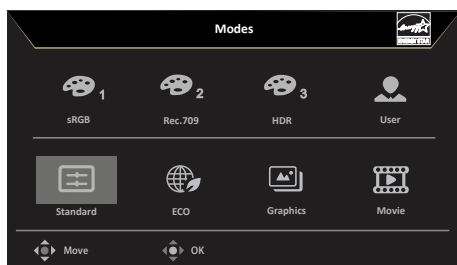 Modes
1 2 3
sRGB Rec.709 HDR User
Standard ECO Graphics Movie
Move OK